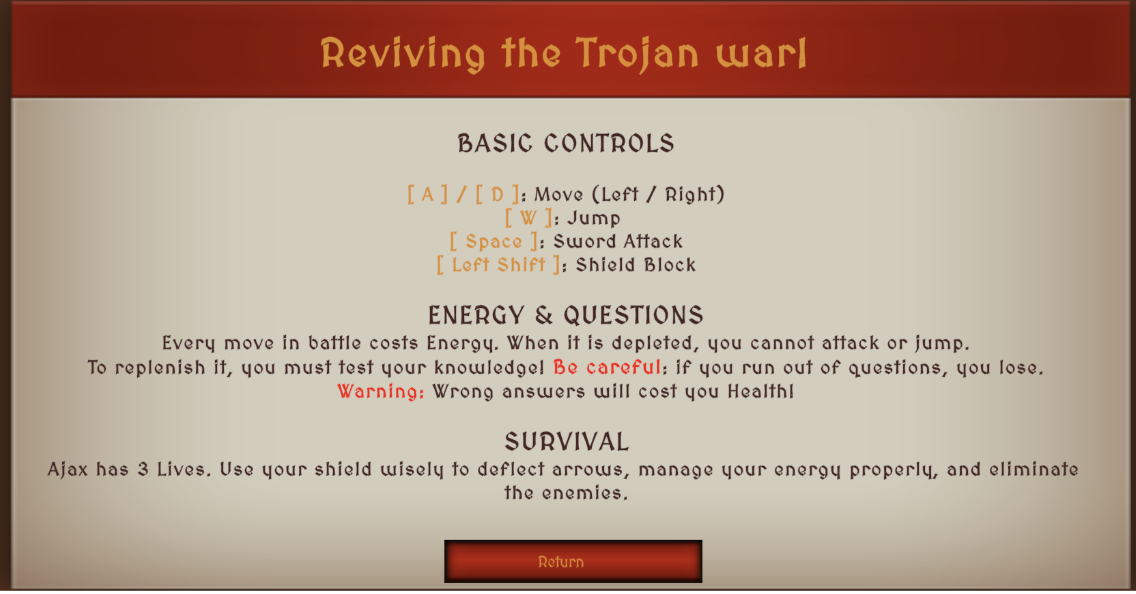 Reviving the Trojan war!
BASIC CONTROLS
[ A ] / [ D ]: Move (Left / Right)
[ W ]: Jump
[ Space ]: Sword Attack
[ Left Shift ]: Shield Block
ENERGY & QUESTIONS
Every move in battle costs Energy. When it is depleted, you cannot attack or jump.
To replenish it, you must test your knowledge! Be careful: if you run out of questions, you lose.
Warning: Wrong answers will cost you Health!
SURVIVAL
Ajax has 3 Lives. Use your shield wisely to deflect arrows, manage your energy properly, and eliminate
the enemies.
Return